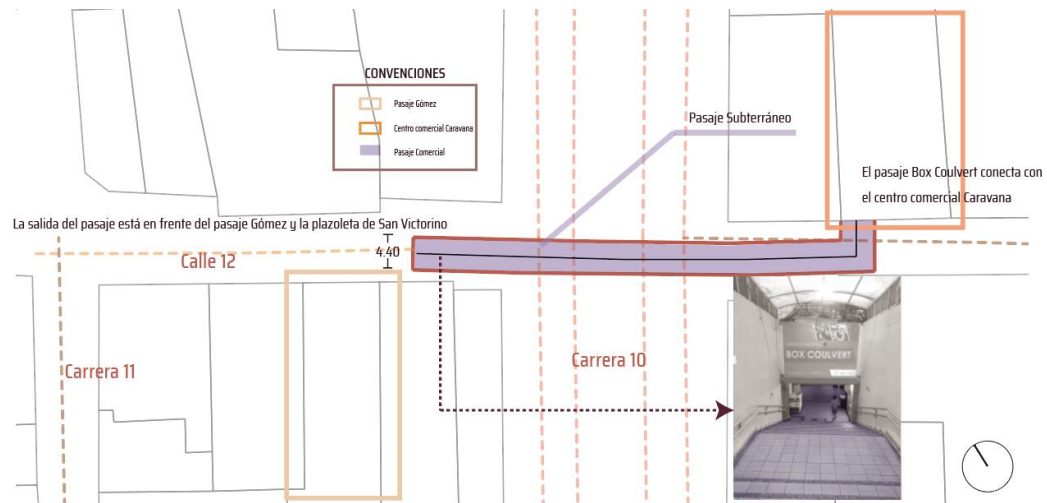 CONVENCIONES
Pasaje Gómez
Centro comercial Caravana
Pasaje Comercial
Pasaje Subterráneo
El pasaje Box Coulvert conecta con
el centro comercial Caravana
La salida del pasaje está en frente del pasaje Gómez y la plazoleta de San Victorino
4.40
Calle 12
Carrera 11
Carrera 10
BOX COULVERT